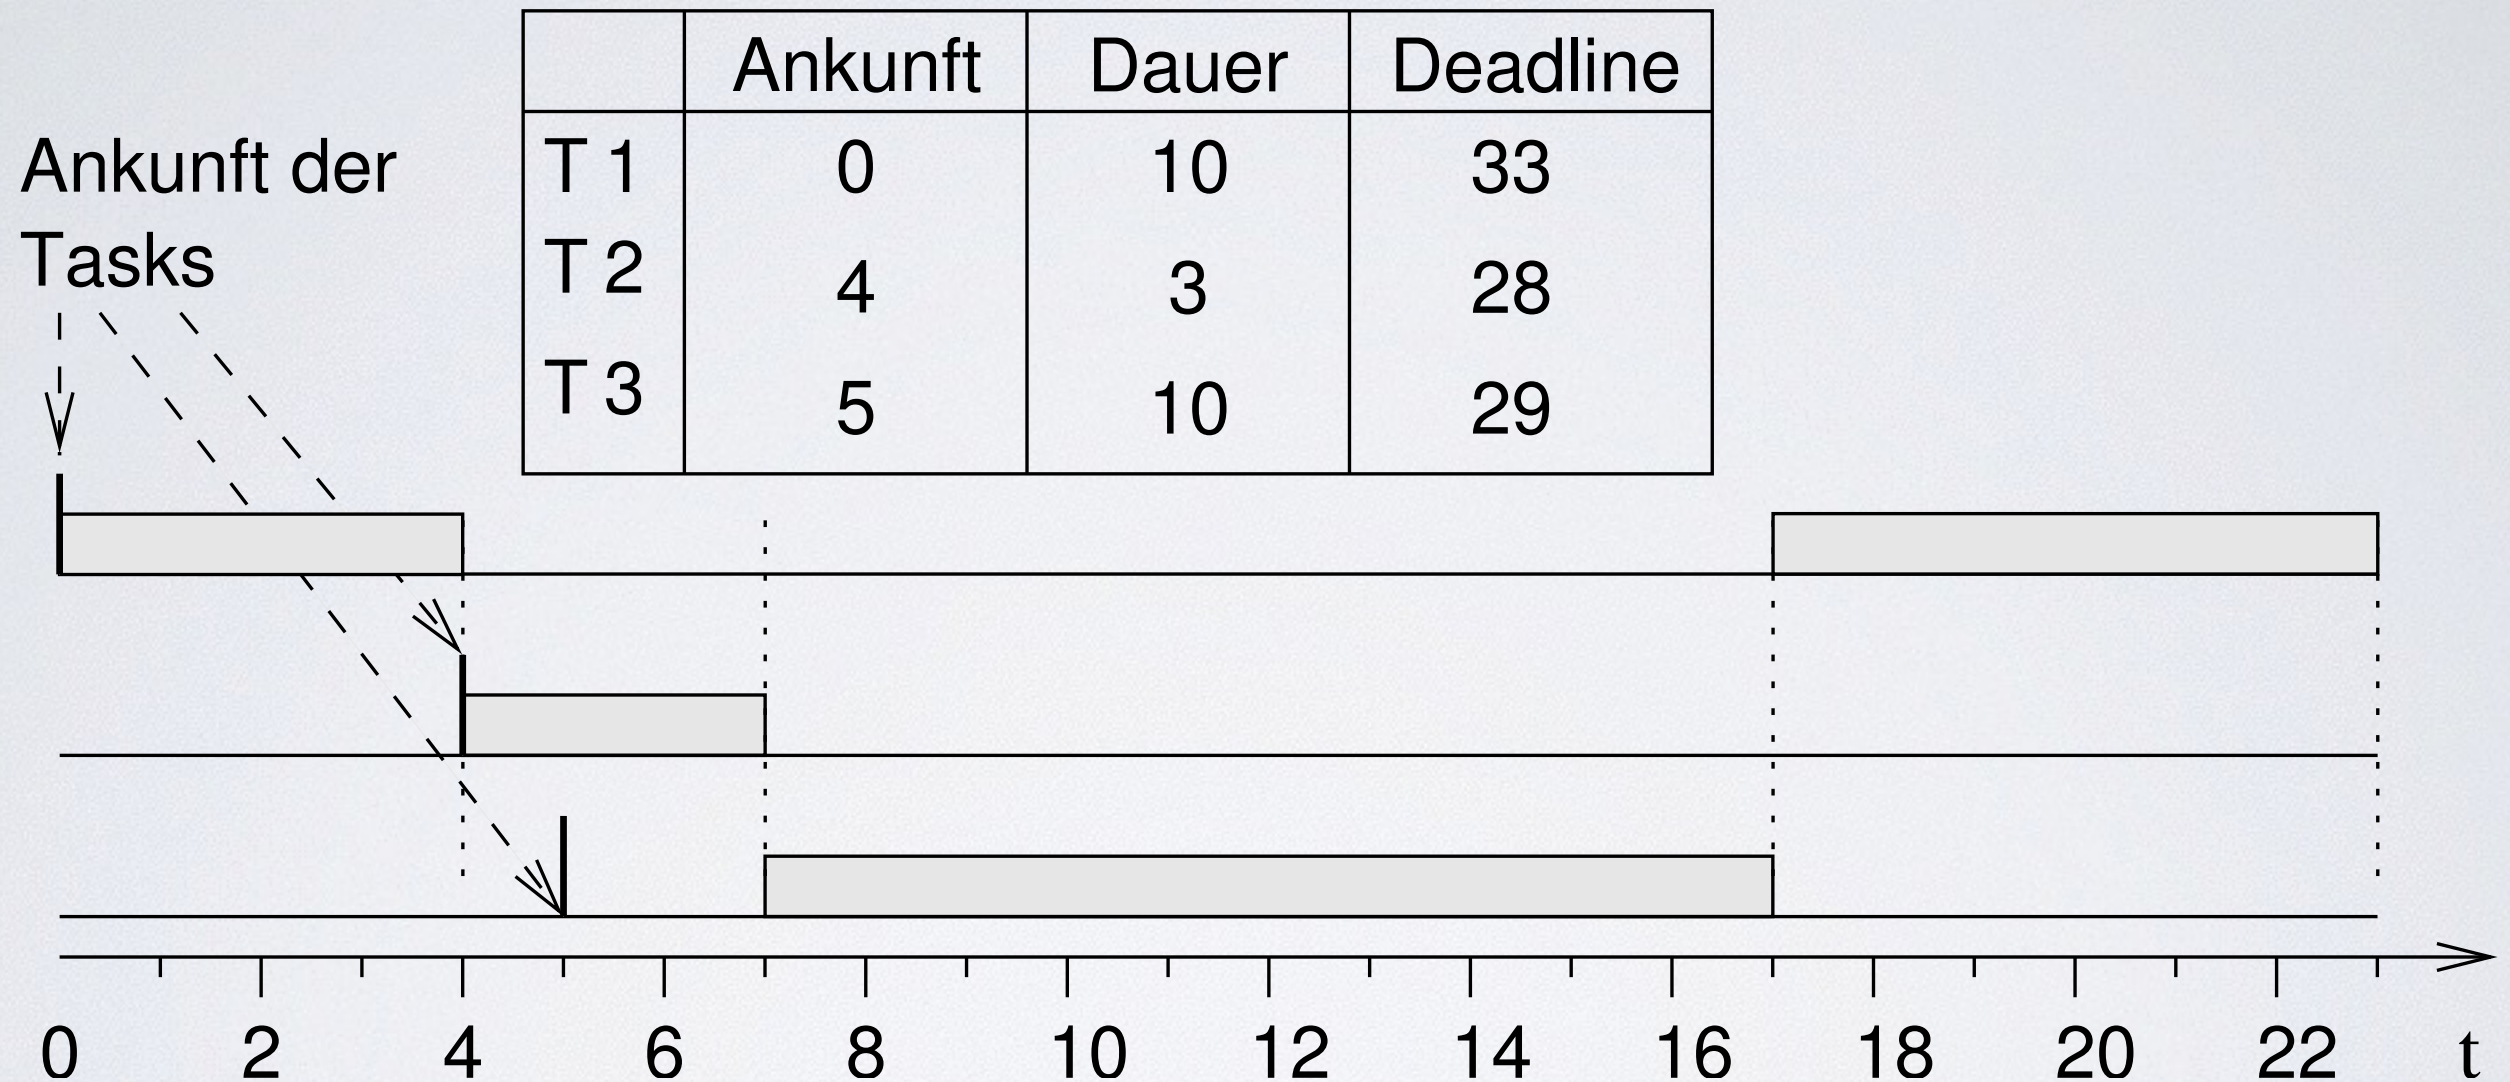 Ankunft Dauer Deadline
Ankunft der
Tasks
T 1 0 10 33
T 2 4 3 28
T 3 5 10 29
0 2 4 6 8 10 12 14 16 18 20 22 t